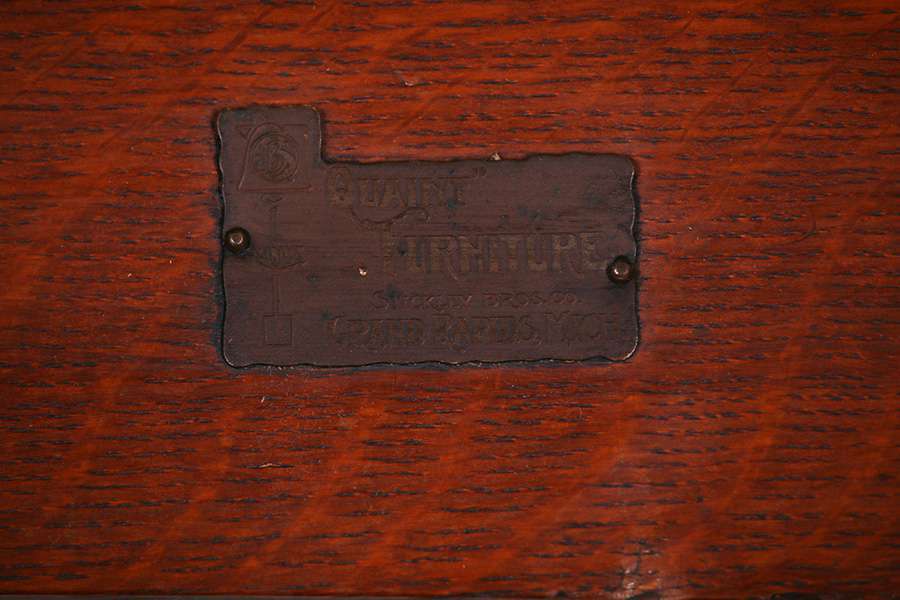 "QUAINT"
FURNITURE
STICKLEY BROS. CO.
GRAND RAPIDS, MICH.